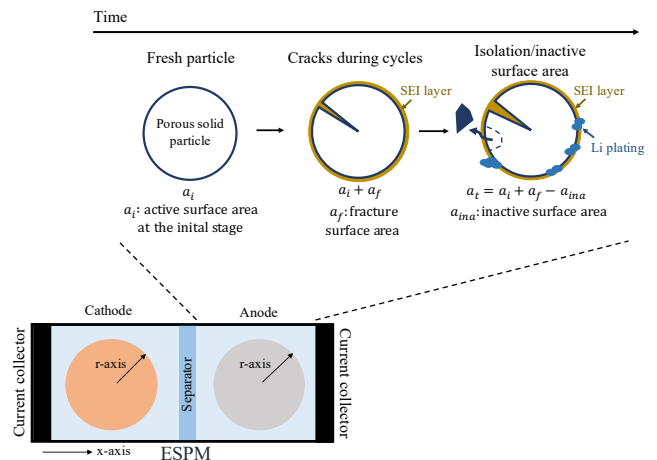 Time
Fresh particle
Cracks during cycles
Isolation/inactive
surface area
SEI layer
SEI layer
Porous solid
particle
Li plating
a_i
a_i + a_f
a_t = a_i + a_f − a_ina
a_i: active surface area
at the inital stage
a_f: fracture
surface area
a_ina: inactive surface area
Cathode
Anode
Current collector
r-axis
Separator
r-axis
Current collector
x-axis
ESPM